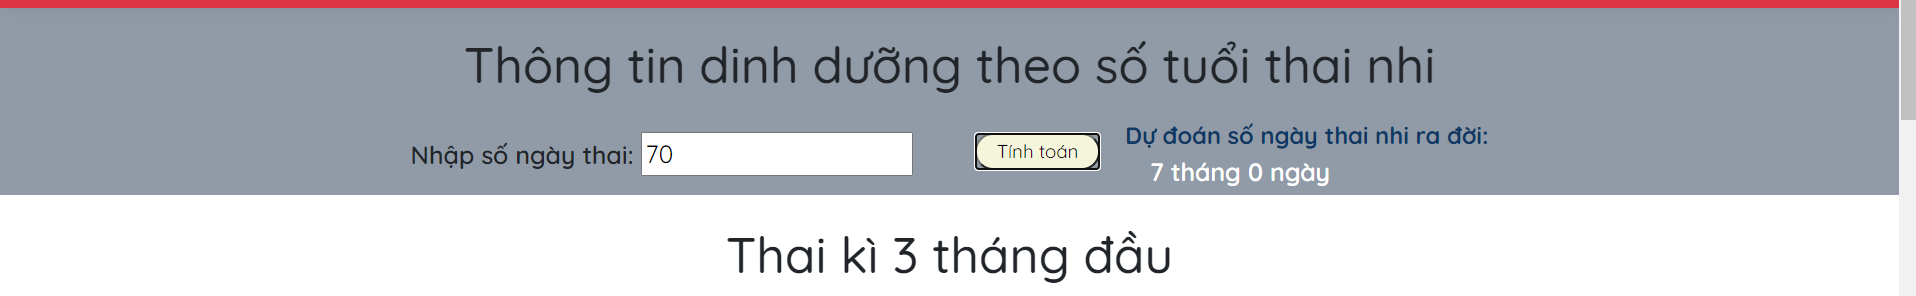 Thông tin dinh dưỡng theo số tuổi thai nhi
Nhập số ngày thai: 70 Tính toán Dự đoán số ngày thai nhi ra đời:
7 tháng 0 ngày
Thai kì 3 tháng đầu